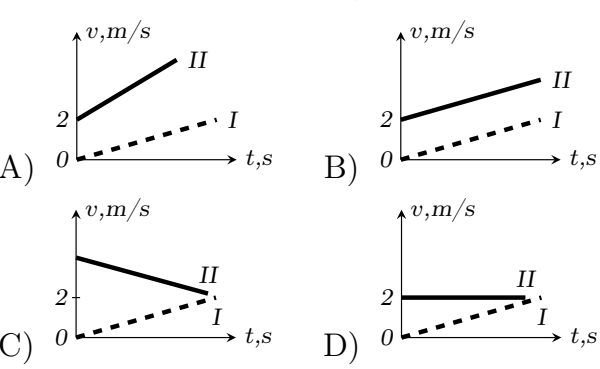 v,m/s
II
2
I
A) 0 t,s
v,m/s
II
2
I
B) 0 t,s
v,m/s
II
2
I
C) 0 t,s
v,m/s
II
2
I
D) 0 t,s